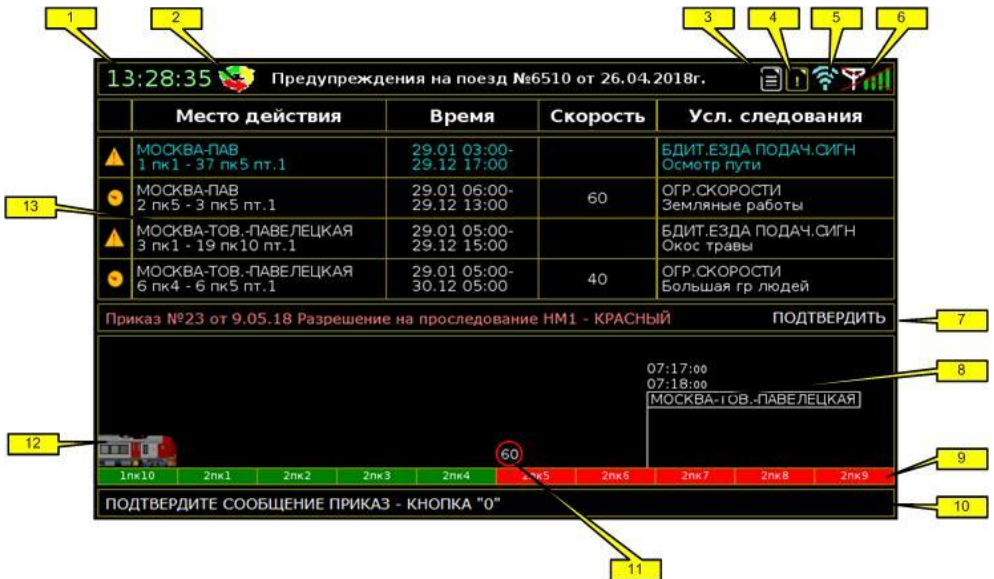 1
2
3
4
5
6
13:28:35 Предупреждения на поезд №6510 от 26.04.2018г.
Место действия Время Скорость Усл. следования
МОСКВА-ПАВ 29.01 03:00- БДИТ.ЕЗДА ПОДАЧ.СИГН
1 пк1 - 37 пк5 пт.1 29.12 17:00 Осмотр пути
МОСКВА-ПАВ 29.01 06:00- ОГР.СКОРОСТИ
2 пк5 - 3 пк5 пт.1 29.12 13:00 60 Земляные работы
13
МОСКВА-ТОВ.-ПАВЕЛЕЦКАЯ 29.01 05:00- БДИТ.ЕЗДА ПОДАЧ.СИГН
3 пк1 - 19 пк10 пт.1 29.12 15:00 Окос травы
МОСКВА-ТОВ.-ПАВЕЛЕЦКАЯ 29.01 05:00- ОГР.СКОРОСТИ
6 пк4 - 6 пк5 пт.1 30.12 05:00 40 Большая гр людей
Приказ №23 от 9.05.18 Разрешение на проследование НМ1 - КРАСНЫЙ ПОДТВЕРДИТЬ
7
07:17:00
8
07:18:00
МОСКВА-ТОВ.-ПАВЕЛЕЦКАЯ
12
60
9
1пк10 2пк1 2пк2 2пк3 2пк4 2пк5 2пк6 2пк7 2пк8 2пк9
ПОДТВЕРДИТЕ СООБЩЕНИЕ ПРИКАЗ - КНОПКА "0"
10
11